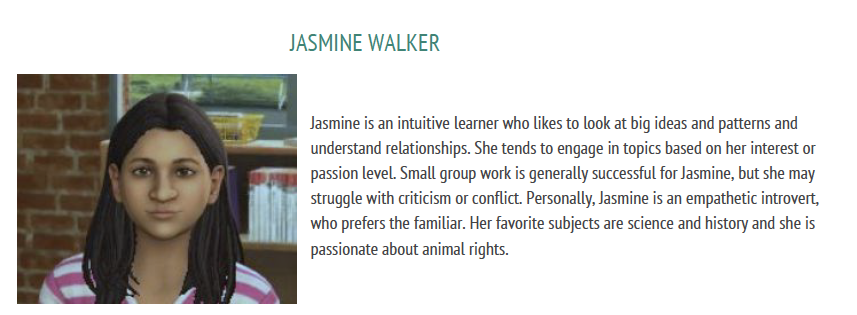 JASMINE WALKER
Jasmine is an intuitive learner who likes to look at big ideas and patterns and
understand relationships. She tends to engage in topics based on her interest or
passion level. Small group work is generally successful for Jasmine, but she may
struggle with criticism or conflict. Personally, Jasmine is an empathetic introvert,
who prefers the familiar. Her favorite subjects are science and history and she is
passionate about animal rights.